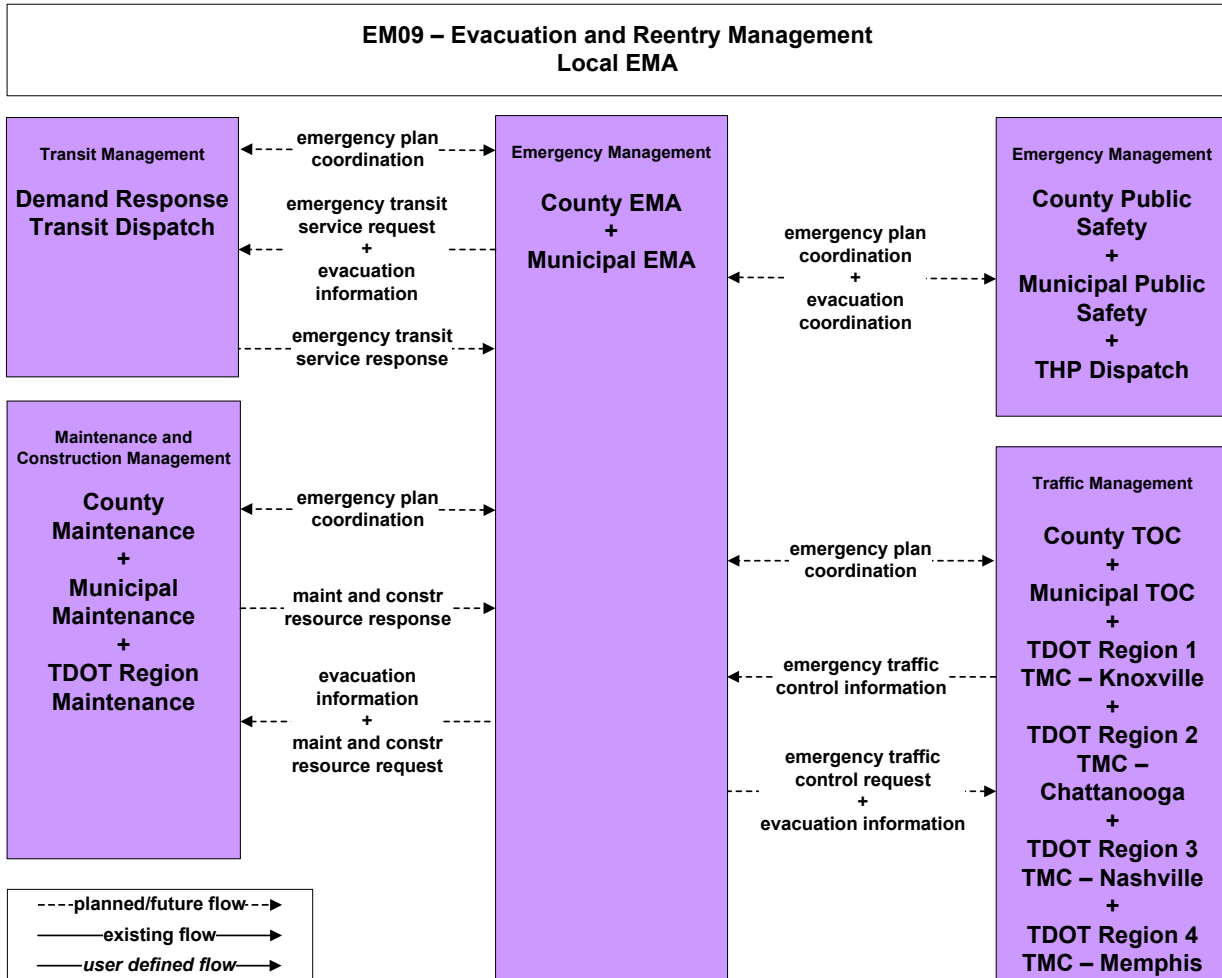 EM09 – Evacuation and Reentry Management
Local EMA
Transit Management
Demand Response
Transit Dispatch
emergency plan
coordination
emergency transit
service request
+
evacuation
information
emergency transit
service response
Maintenance and
Construction Management
County
Maintenance
+
Municipal
Maintenance
+
TDOT Region
Maintenance
emergency plan
coordination
maint and constr
resource response
evacuation
information
+
maint and constr
resource request
Emergency Management
County EMA
+
Municipal EMA
emergency plan
coordination
+
evacuation
coordination
Emergency Management
County Public
Safety
+
Municipal Public
Safety
+
THP Dispatch
emergency plan
coordination
emergency traffic
control information
emergency traffic
control request
+
evacuation information
Traffic Management
County TOC
+
Municipal TOC
+
TDOT Region 1
TMC – Knoxville
+
TDOT Region 2
TMC –
Chattanooga
+
TDOT Region 3
TMC – Nashville
+
TDOT Region 4
TMC – Memphis
planned/future flow
existing flow
user defined flow